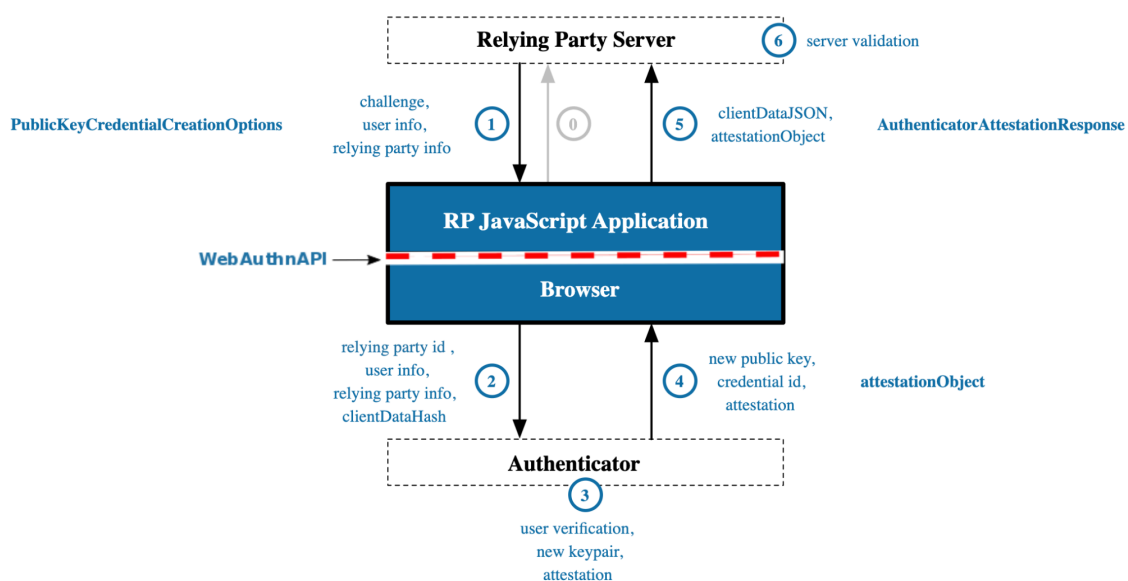 Relying Party Server
6
server validation
PublicKeyCredentialCreationOptions
challenge,
user info,
relying party info
1
0
5
clientDataJSON,
attestationObject
AuthenticatorAttestationResponse
RP JavaScript Application
WebAuthnAPI
Browser
relying party id ,
user info,
relying party info,
clientDataHash
2
4
new public key,
credential id,
attestation
attestationObject
Authenticator
3
user verification,
new keypair,
attestation